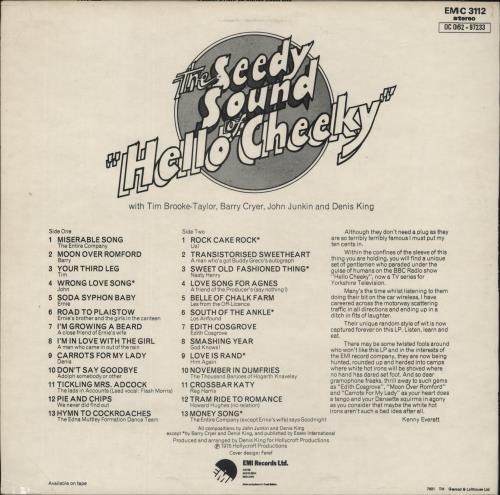 EMC 3112
stereo
OC 062 - 97233
The Seedy
Sound
of
"Hello Cheeky"
with Tim Brooke-Taylor, Barry Cryer, John Junkin and Denis King
Side One
1 MISERABLE SONG
The Entire Company
2 MOON OVER ROMFORD
Barry
3 YOUR THIRD LEG
Tim
4 WRONG LOVE SONG*
John
5 SODA SYPHON BABY
Ernie
6 ROAD TO PLAISTOW
Ernie's brother and the girls in the canteen
7 I'M GROWING A BEARD
A close friend of Ernie's wife
8 I'M IN LOVE WITH THE GIRL
A man who came in out of the rain
9 CARROTS FOR MY LADY
Denis
10 DON'T SAY GOODBYE
Adolph somebody or other
11 TICKLING MRS. ADCOCK
The lads in Accounts (Lead vocal: Flash Morris)
12 PIE AND CHIPS
We never did find out
13 HYMN TO COCKROACHES
The Edna Muttley Formation Dance Team
Side Two
1 ROCK CAKE ROCK*
Us!
2 TRANSISTORISED SWEETHEART
A man who's got Buddy Greco's autograph
3 SWEET OLD FASHIONED THING*
Nasty Henry
4 LOVE SONG FOR AGNES
A friend of the Producer's (say nothing!)
5 BELLE OF CHALK FARM
Les from the Off-Licence
6 SOUTH OF THE ANKLE*
Los Anfound
7 EDITH COSGROVE
Edith Cosgrove
8 SMASHING YEAR
God Knows!
9 LOVE IS RAND*
Him Again
10 NOVEMBER IN DUMFRIES
The Thousand Banjoes of Hogarth Knaveley
11 CROSSBAR KATY
Reg Harris
12 TRAM RIDE TO ROMANCE
Howard Hughes (no relation)
13 MONEY SONG*
The Entire Company (except Ernie's wife) says Goodnight
All compositions by John Junkin and Denis King
except *by Barry Cryer and Denis King, and published by Essex International
Produced and arranged by Denis King for Hollycroft Productions
℗ 1975 Hollycroft Productions
Cover design: Feref
Although they don't need a plug as they
are so terribly terribly famous I must put my
ten cents in.
Within the confines of the sleeve of this
thing you are holding, you will find a unique
set of gentlemen who paraded under the
guise of humans on the BBC Radio show
"Hello Cheeky", now a TV series for
Yorkshire Television.
Many's the time whilst listening to them
doing their bit on the car wireless, I have
careered across the motorway scattering
traffic in all directions and ending up in a
ditch in fits of laughter.
Their unique random style of wit is now
captured forever on this LP. Listen, learn and
eat.
There may be some twisted fools around
who won't like this LP and in the interests of
the EMI record company, they are now being
hunted, rounded up and herded into camps
where white hot irons will be shoved where
no hand has dared set foot. And so dear
gramophone freaks, thrill away to such gems
as "Edith Cosgrove", "Moon Over Romford"
and "Carrots For My Lady" as your heart does
a tango and your Dansette squirms in agony
as you consider that maybe the white hot
irons aren't such a bad idea after all.
Kenny Everett
EMI
EMI Records Ltd.
Available on tape
7501 TM Garrod & Lofthouse Ltd